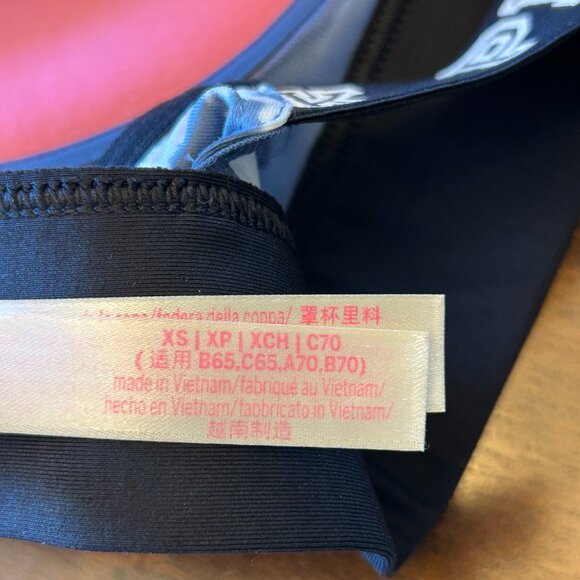 fodera della coppa/ 罩杯里料
XS | XP | XCH | C70
( 适用 B65,C65,A70.B70)
made in Vietnam/fabriqué au Vietnam/
hecho en Vietnam/fabbricato in Vietnam/
越南制造